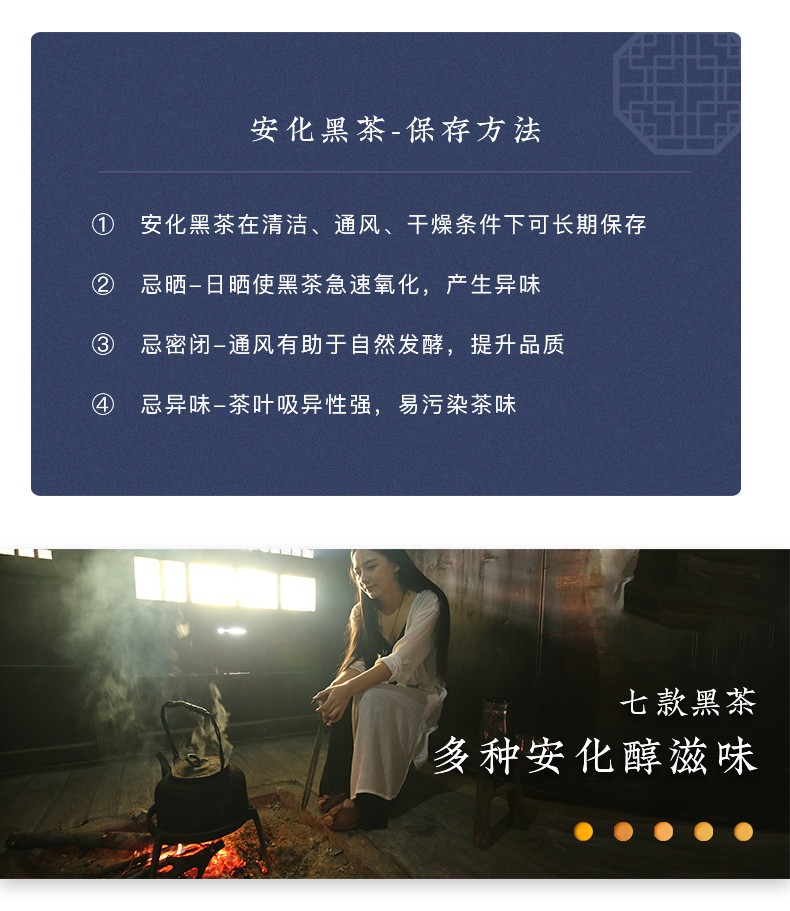 安化黑茶-保存方法
① 安化黑茶在清洁、通风、干燥条件下可长期保存
② 忌晒–日晒使黑茶急速氧化，产生异味
③ 忌密闭–通风有助于自然发酵，提升品质
④ 忌异味–茶叶吸异性强，易污染茶味
七款黑茶
多种安化醇滋味